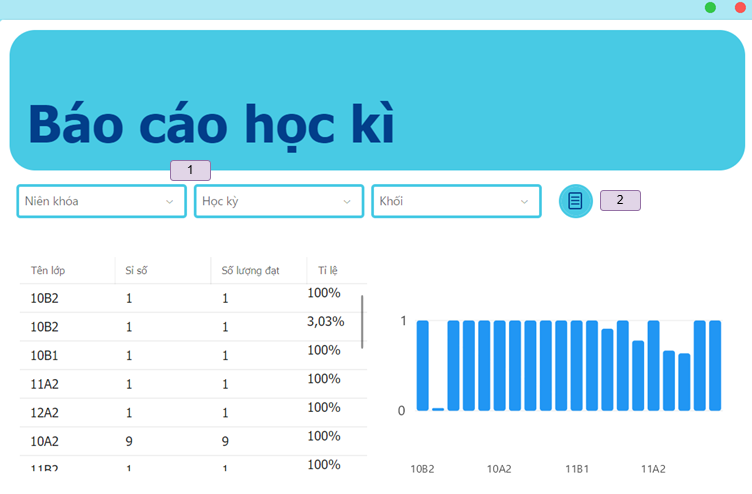 Báo cáo học kì
1
Niên khóa
Học kỳ
Khối
2
Tên lớp Sỉ số Số lượng đạt Tỉ lệ
10B2 1 1 100%
10B2 1 1 3,03%
10B1 1 1 100%
11A2 1 1 100%
12A2 1 1 100%
10A2 9 9 100%
11B2 1 1 100%
1
0
10B2 10A2 11B1 11A2